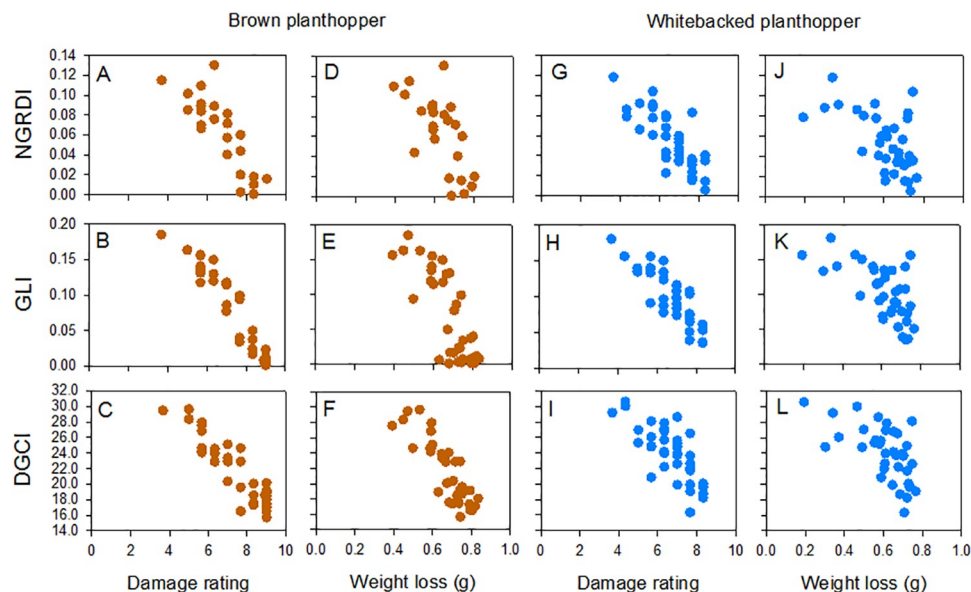 Brown planthopper Whitebacked planthopper
NGRDI
0.14
0.12
0.10
0.08
0.06
0.04
0.02
0.00
A D G J
GLI
0.20
0.15
0.10
0.05
0.00
B E H K
DGCI
32.0
30.0
28.0
26.0
24.0
22.0
20.0
18.0
16.0
14.0
C F I L
0 2 4 6 8 10 0.0 0.2 0.4 0.6 0.8 1.0 0 2 4 6 8 10 0.0 0.2 0.4 0.6 0.8 1.0
Damage rating Weight loss (g) Damage rating Weight loss (g)